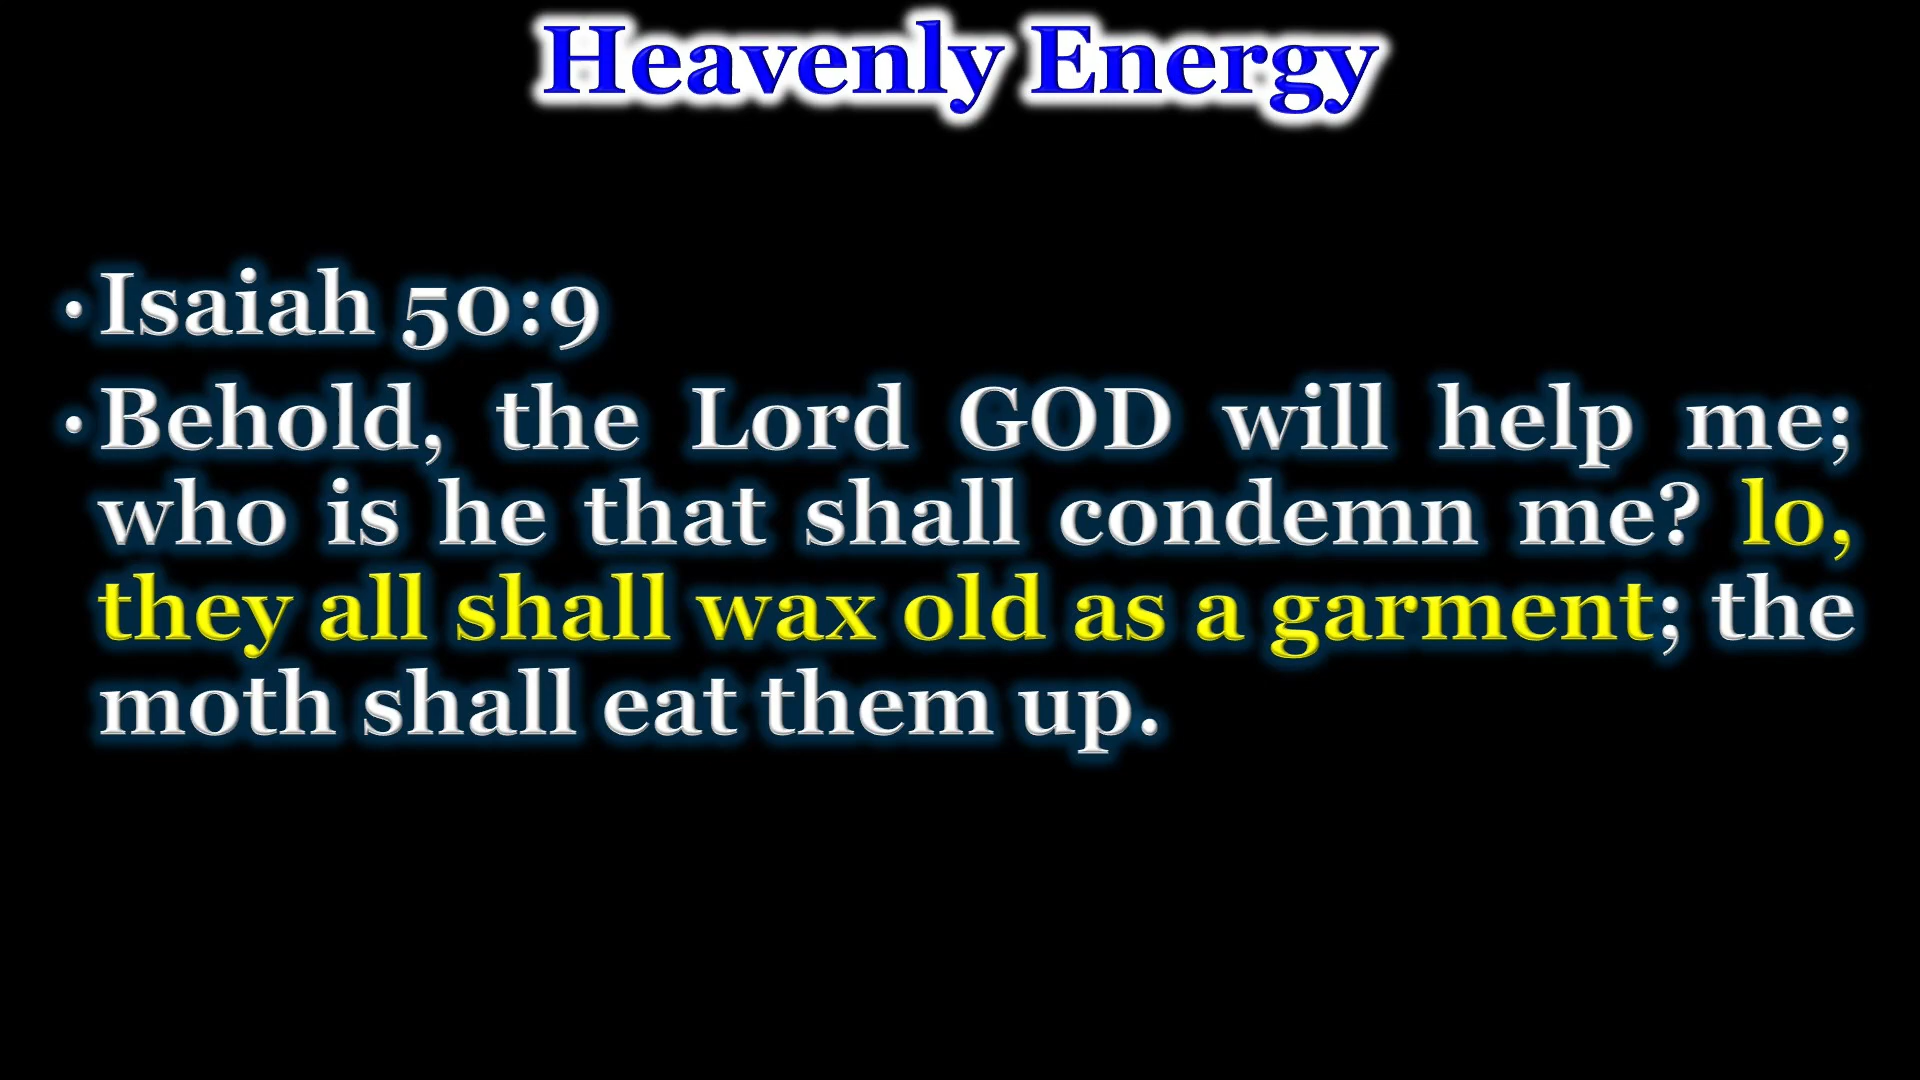 Heavenly Energy
•Isaiah 50:9
•Behold, the Lord GOD will help me;
who is he that shall condemn me? lo,
they all shall wax old as a garment; the
moth shall eat them up.